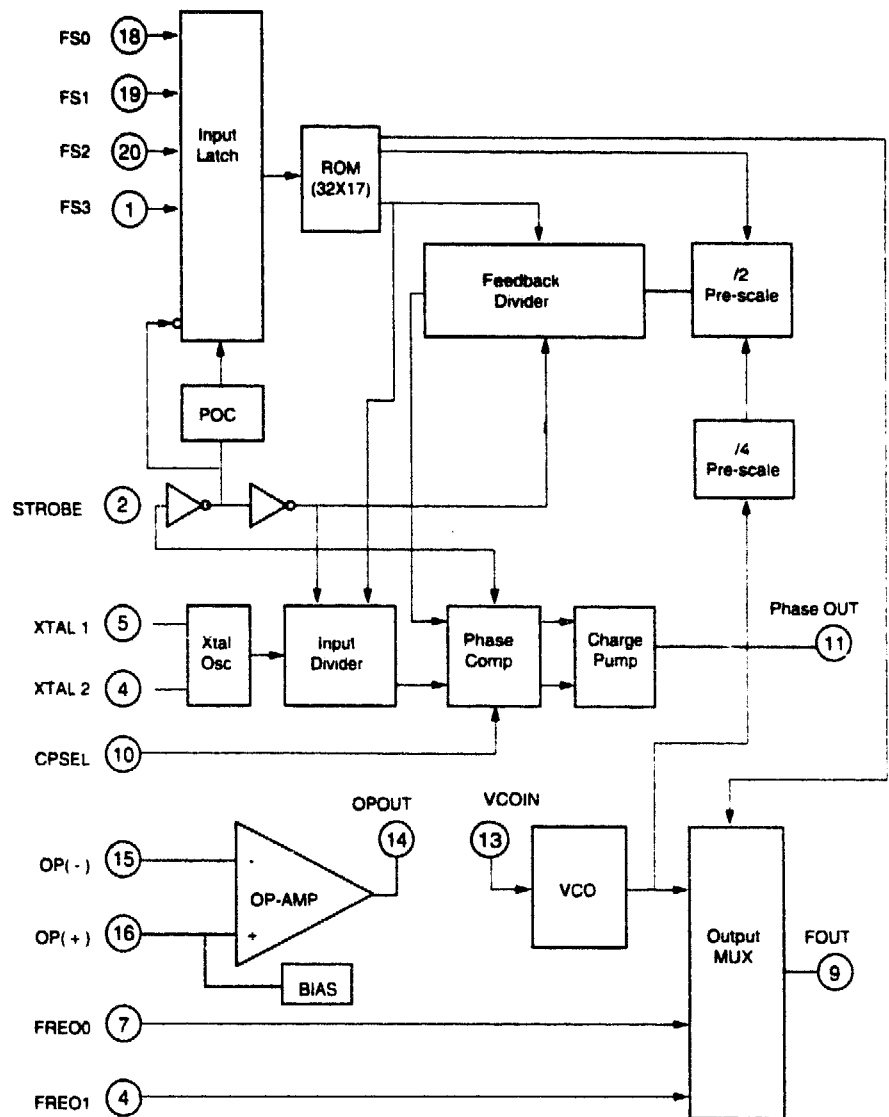 FS0 18
FS1 19
FS2 20
FS3 1
Input
Latch
ROM
(32X17)
Feedback
Divider
/2
Pre-scale
POC
/4
Pre-scale
STROBE 2
XTAL 1 5
XTAL 2 4
Xtal
Osc
Input
Divider
Phase
Comp
Charge
Pump
Phase OUT
11
CPSEL 10
OPOUT
14
VCOIN
13
OP( - ) 15
-
OP-AMP
OP( + ) 16
+
BIAS
VCO
Output
MUX
FOUT
9
FREO0 7
FREO1 4